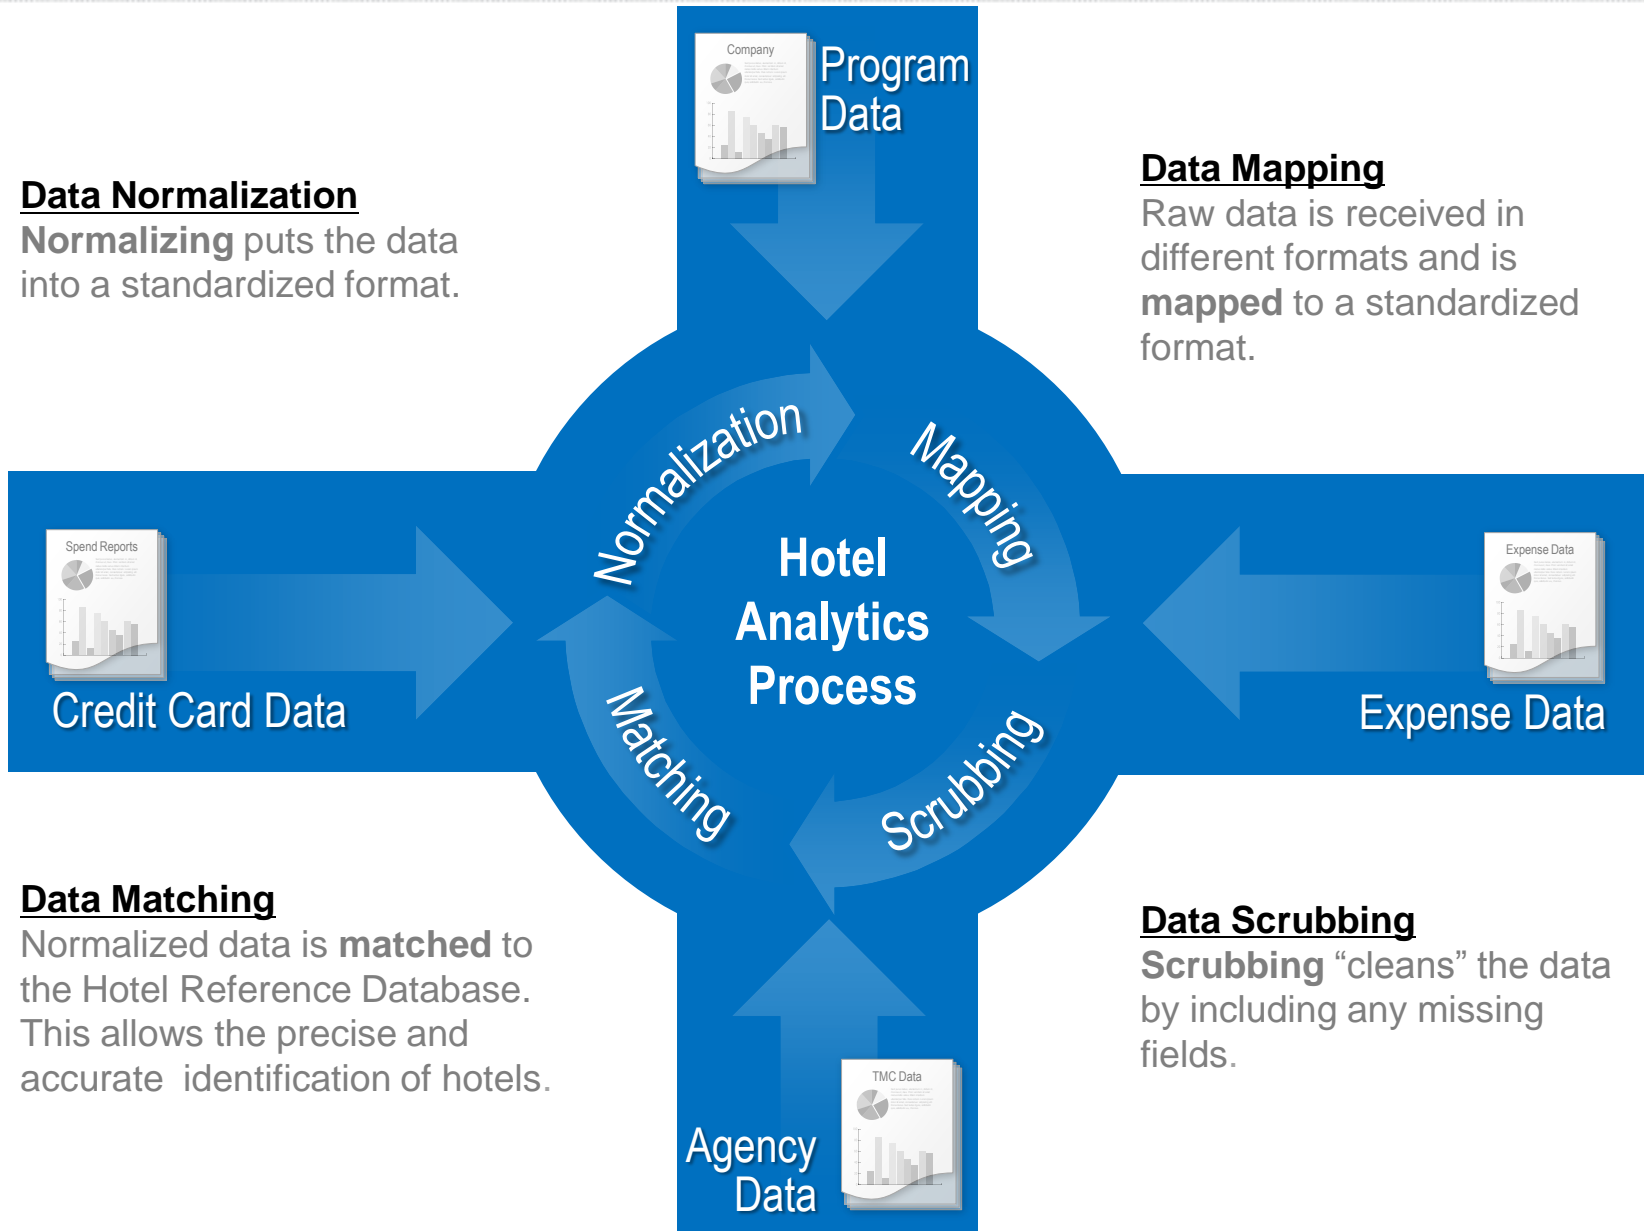 Company
Program
Data
Data Normalization
Normalizing puts the data
into a standardized format.
Data Mapping
Raw data is received in
different formats and is
mapped to a standardized
format.
Normalization
Mapping
Hotel
Analytics
Process
Spend Reports
Credit Card Data
Expense Data
Expense Data
Matching
Scrubbing
Data Matching
Normalized data is matched to
the Hotel Reference Database.
This allows the precise and
accurate  identification of hotels.
Data Scrubbing
Scrubbing “cleans” the data
by including any missing
fields.
TMC Data
Agency
Data